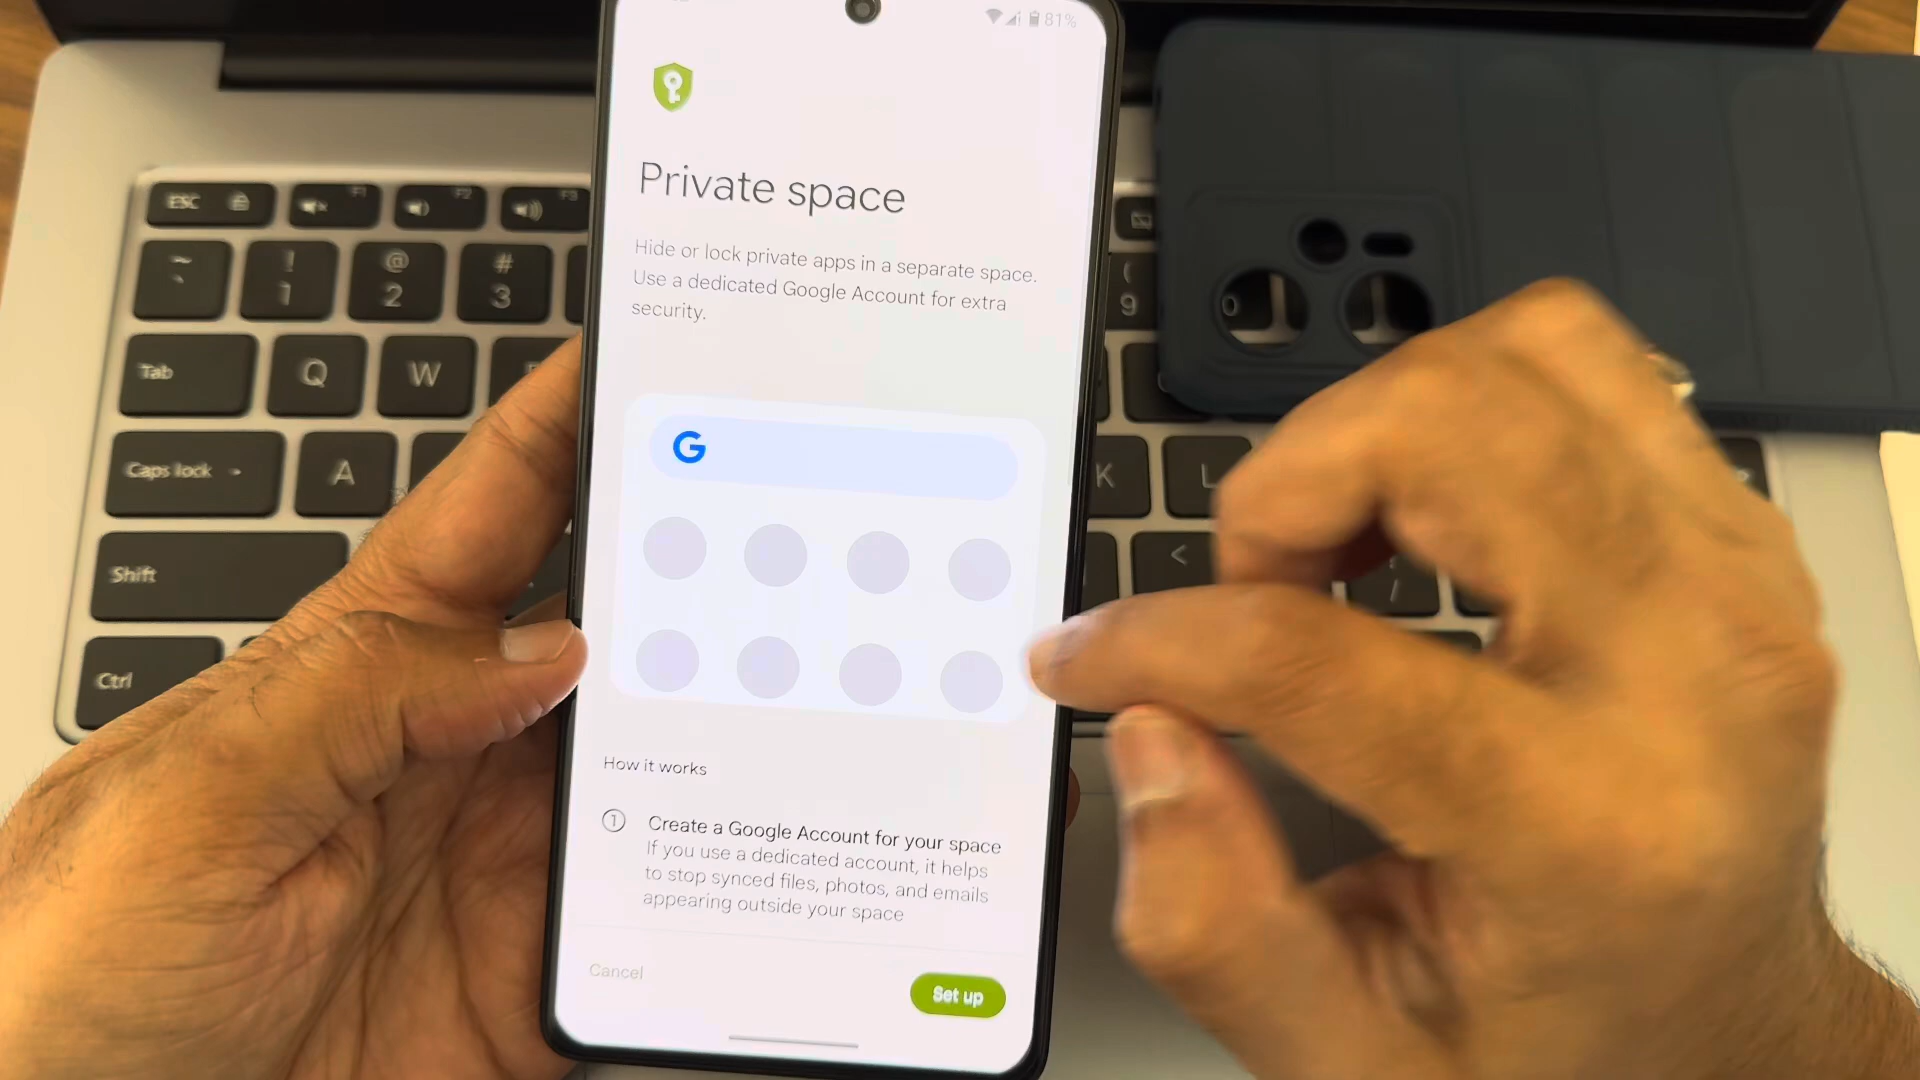 81%
Private space
Hide or lock private apps in a separate space.
Use a dedicated Google Account for extra
security.
G
How it works
1 Create a Google Account for your space
If you use a dedicated account, it helps
to stop synced files, photos, and emails
appearing outside your space
Cancel
Set up
ESC
F1
F2
F3
~
`
!
1
@
2
#
3
(
9
Tab
Q
W
Caps lock
A
K
L
Shift
<
/
Ctrl